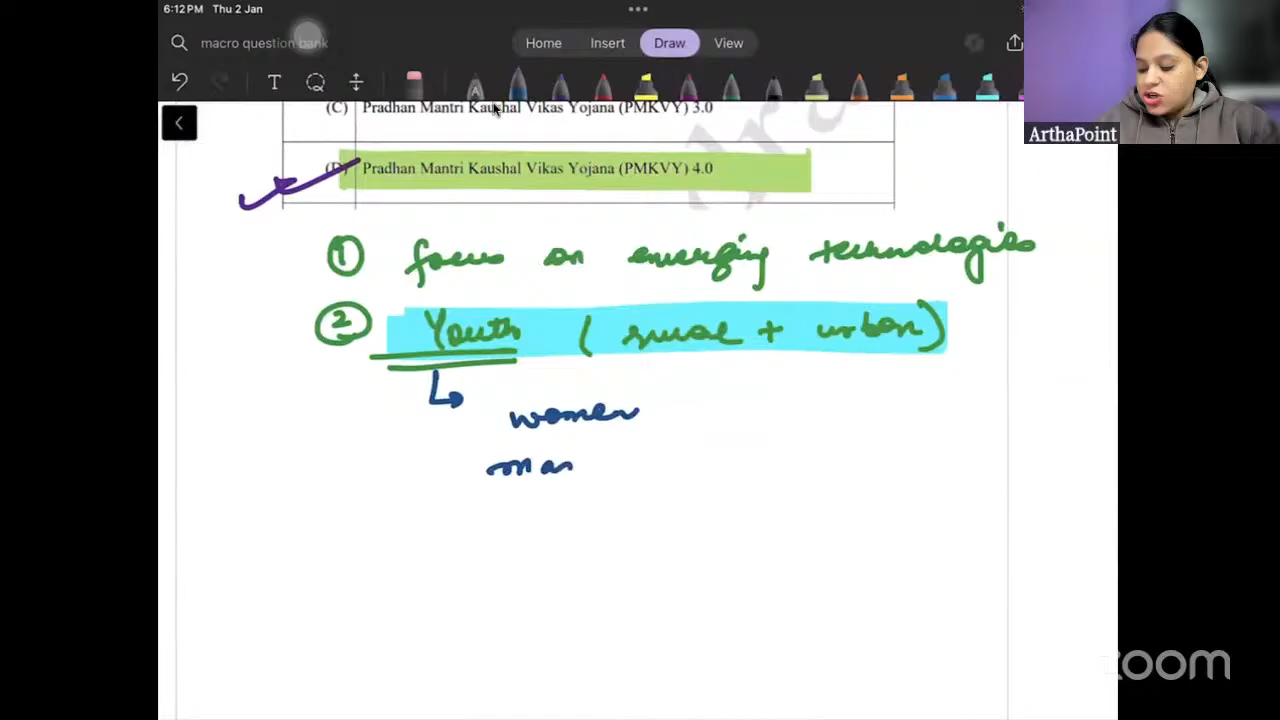 6:12 PM Thu 2 Jan
macro question bank
Home Insert Draw View
(C) Pradhan Mantri Kaushal Vikas Yojana (PMKVY) 3.0
(D) Pradhan Mantri Kaushal Vikas Yojana (PMKVY) 4.0
① focus on emerging technologies
② Youth (rural + urban)
women
man
ArthaPoint
zoom